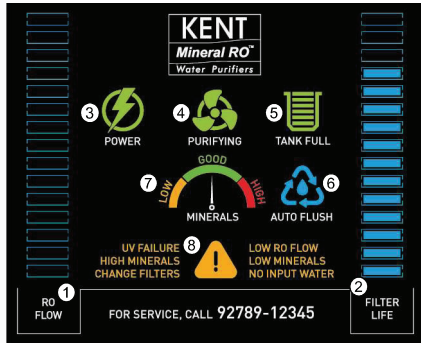 KENT
Mineral RO™
Water Purifiers
3
POWER
4
PURIFYING
5
TANK FULL
7
LOW
GOOD
HIGH
MINERALS
6
AUTO FLUSH
8
UV FAILURE
HIGH MINERALS
CHANGE FILTERS
LOW RO FLOW
LOW MINERALS
NO INPUT WATER
1
RO
FLOW
FOR SERVICE, CALL 92789-12345
2
FILTER
LIFE